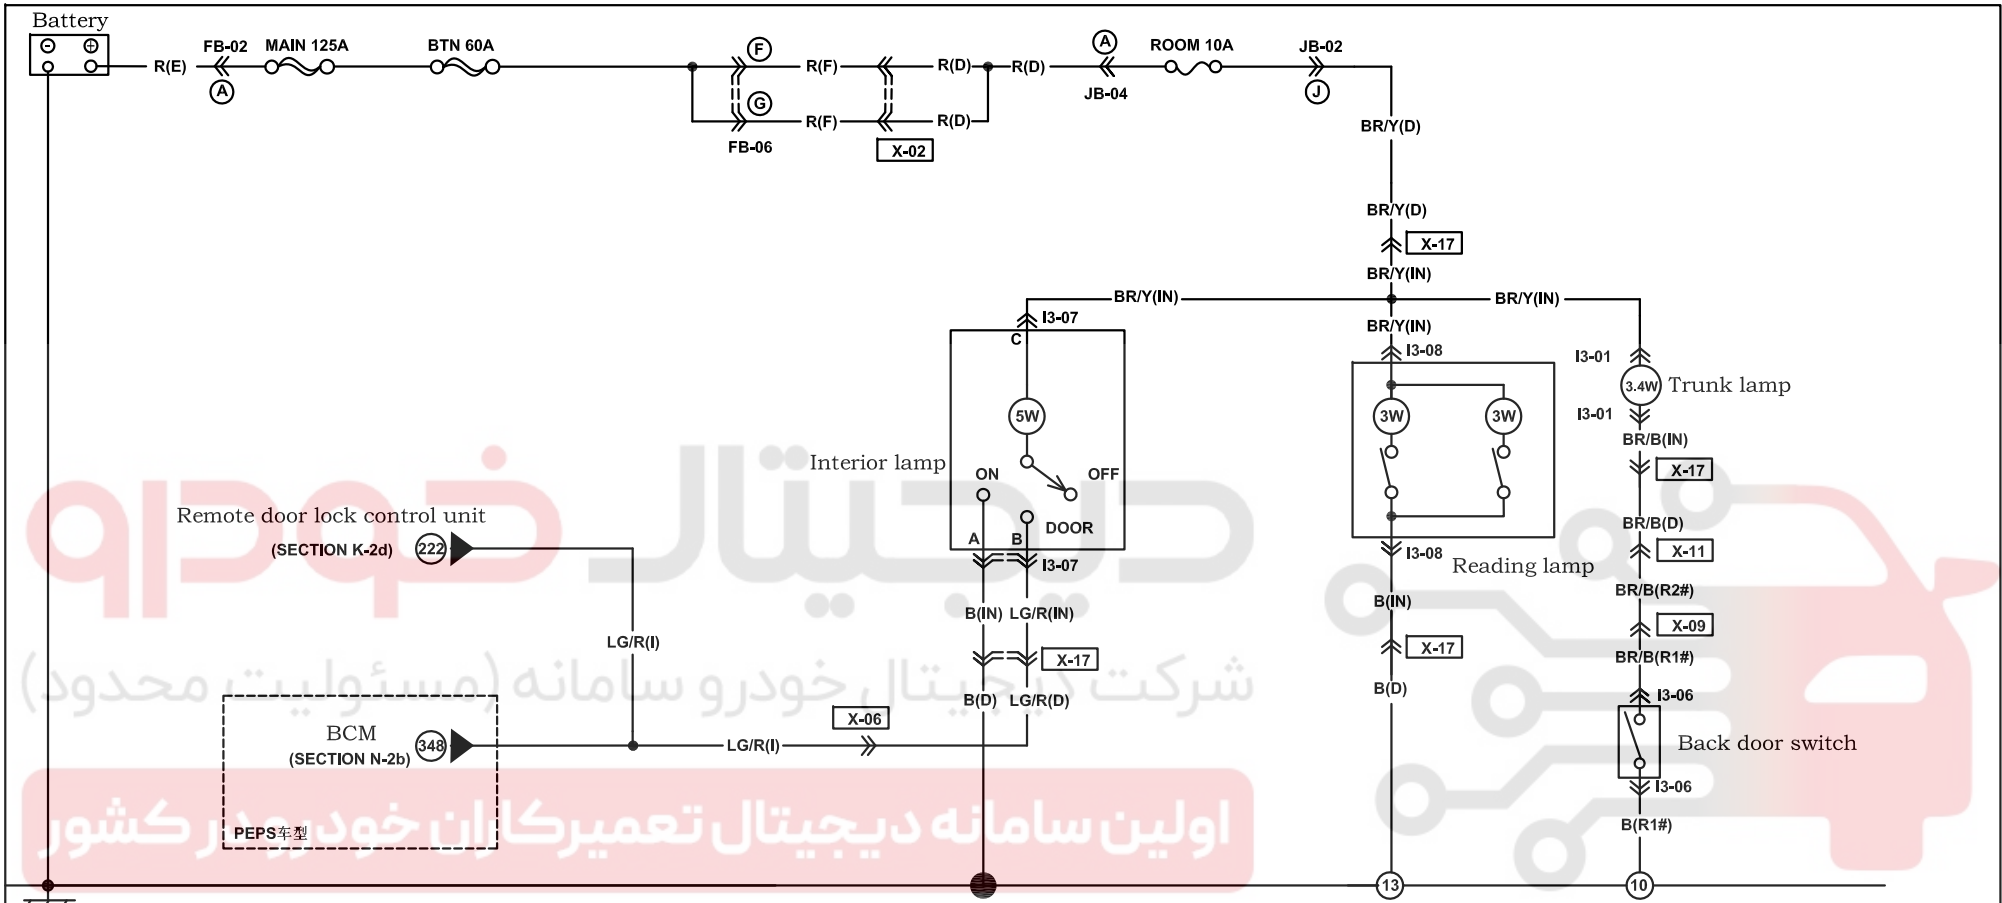 Battery
FB-02 MAIN 125A BTN 60A F A ROOM 10A JB-02
R(E) R(F) R(D) R(D)
A G JB-04 J
R(F) R(D)
FB-06 X-02
BR/Y(D)
BR/Y(D)
X-17
BR/Y(IN)
BR/Y(IN) BR/Y(IN)
I3-07 BR/Y(IN)
C I3-08 I3-01
3.4W Trunk lamp
5W 3W 3W I3-01
BR/B(IN)
Interior lamp ON OFF X-17
DOOR
Remote door lock control unit
(SECTION K-2d) 222
BR/B(D)
A B
I3-07 I3-08 X-11
Reading lamp
BR/B(R2#)
B(IN) LG/R(IN) B(IN)
X-09
LG/R(I) X-17 X-17 BR/B(R1#)
B(D) LG/R(D) B(D) I3-06
X-06
BCM
(SECTION N-2b) 348
LG/R(I) Back door switch
I3-06
PEPS车型
B(R1#)
13 10
دیجیتال خودرو
شرکت دیجیتال خودرو سامانه (مسئولیت محدود)
اولین سامانه دیجیتال تعمیرکاران خودرو در کشور